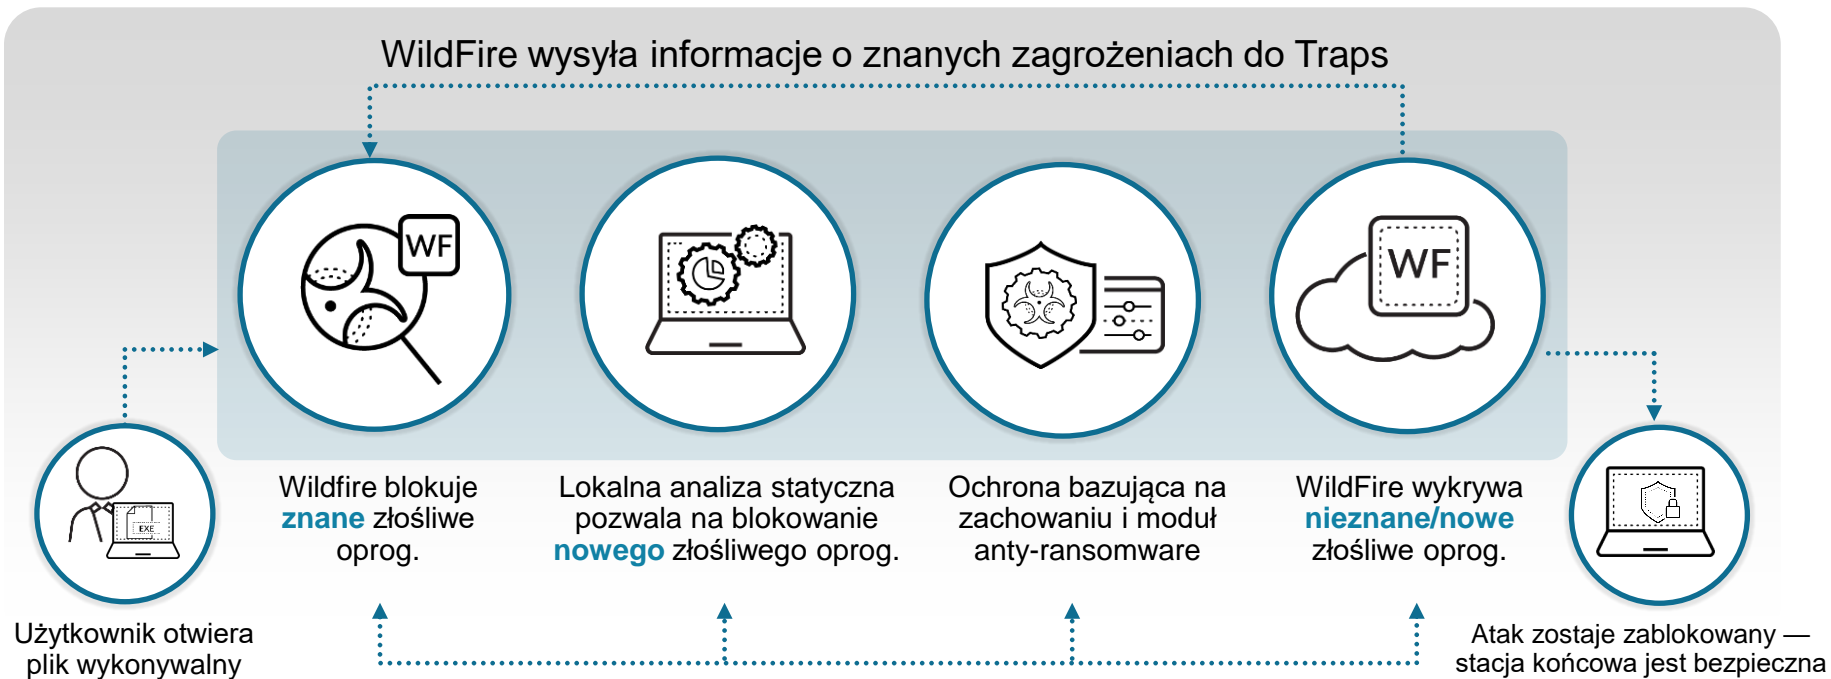 WildFire wysyła informacje o znanych zagrożeniach do Traps
WF
WF
EXE
Wildfire blokuje
znane złośliwe
oprog.
Lokalna analiza statyczna
pozwala na blokowanie
nowego złośliwego oprog.
Ochrona bazująca na
zachowaniu i moduł
anty-ransomware
WildFire wykrywa
nieznane/nowe
złośliwe oprog.
Użytkownik otwiera
plik wykonywalny
Atak zostaje zablokowany —
stacja końcowa jest bezpieczna